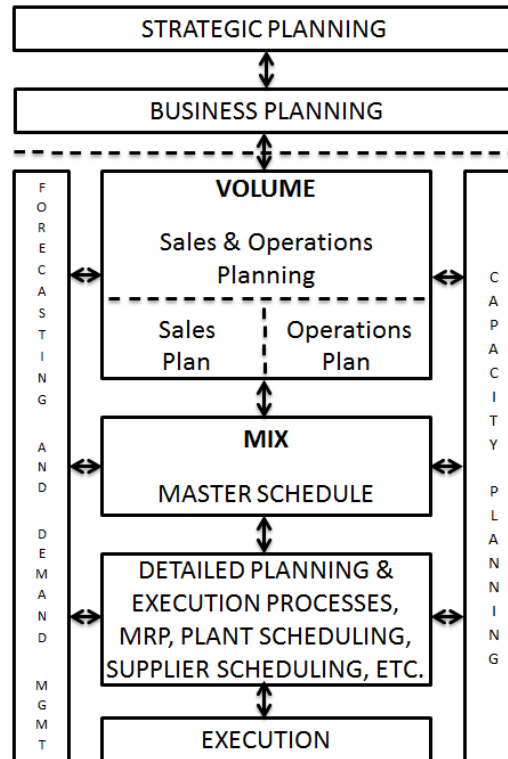 STRATEGIC PLANNING
BUSINESS PLANNING
FORECASTING AND DEMAND MGMT
VOLUME
Sales & Operations
Planning
Sales
Plan
Operations
Plan
MIX
MASTER SCHEDULE
DETAILED PLANNING &
EXECUTION PROCESSES,
MRP, PLANT SCHEDULING,
SUPPLIER SCHEDULING, ETC.
EXECUTION
CAPACITY PLANNING